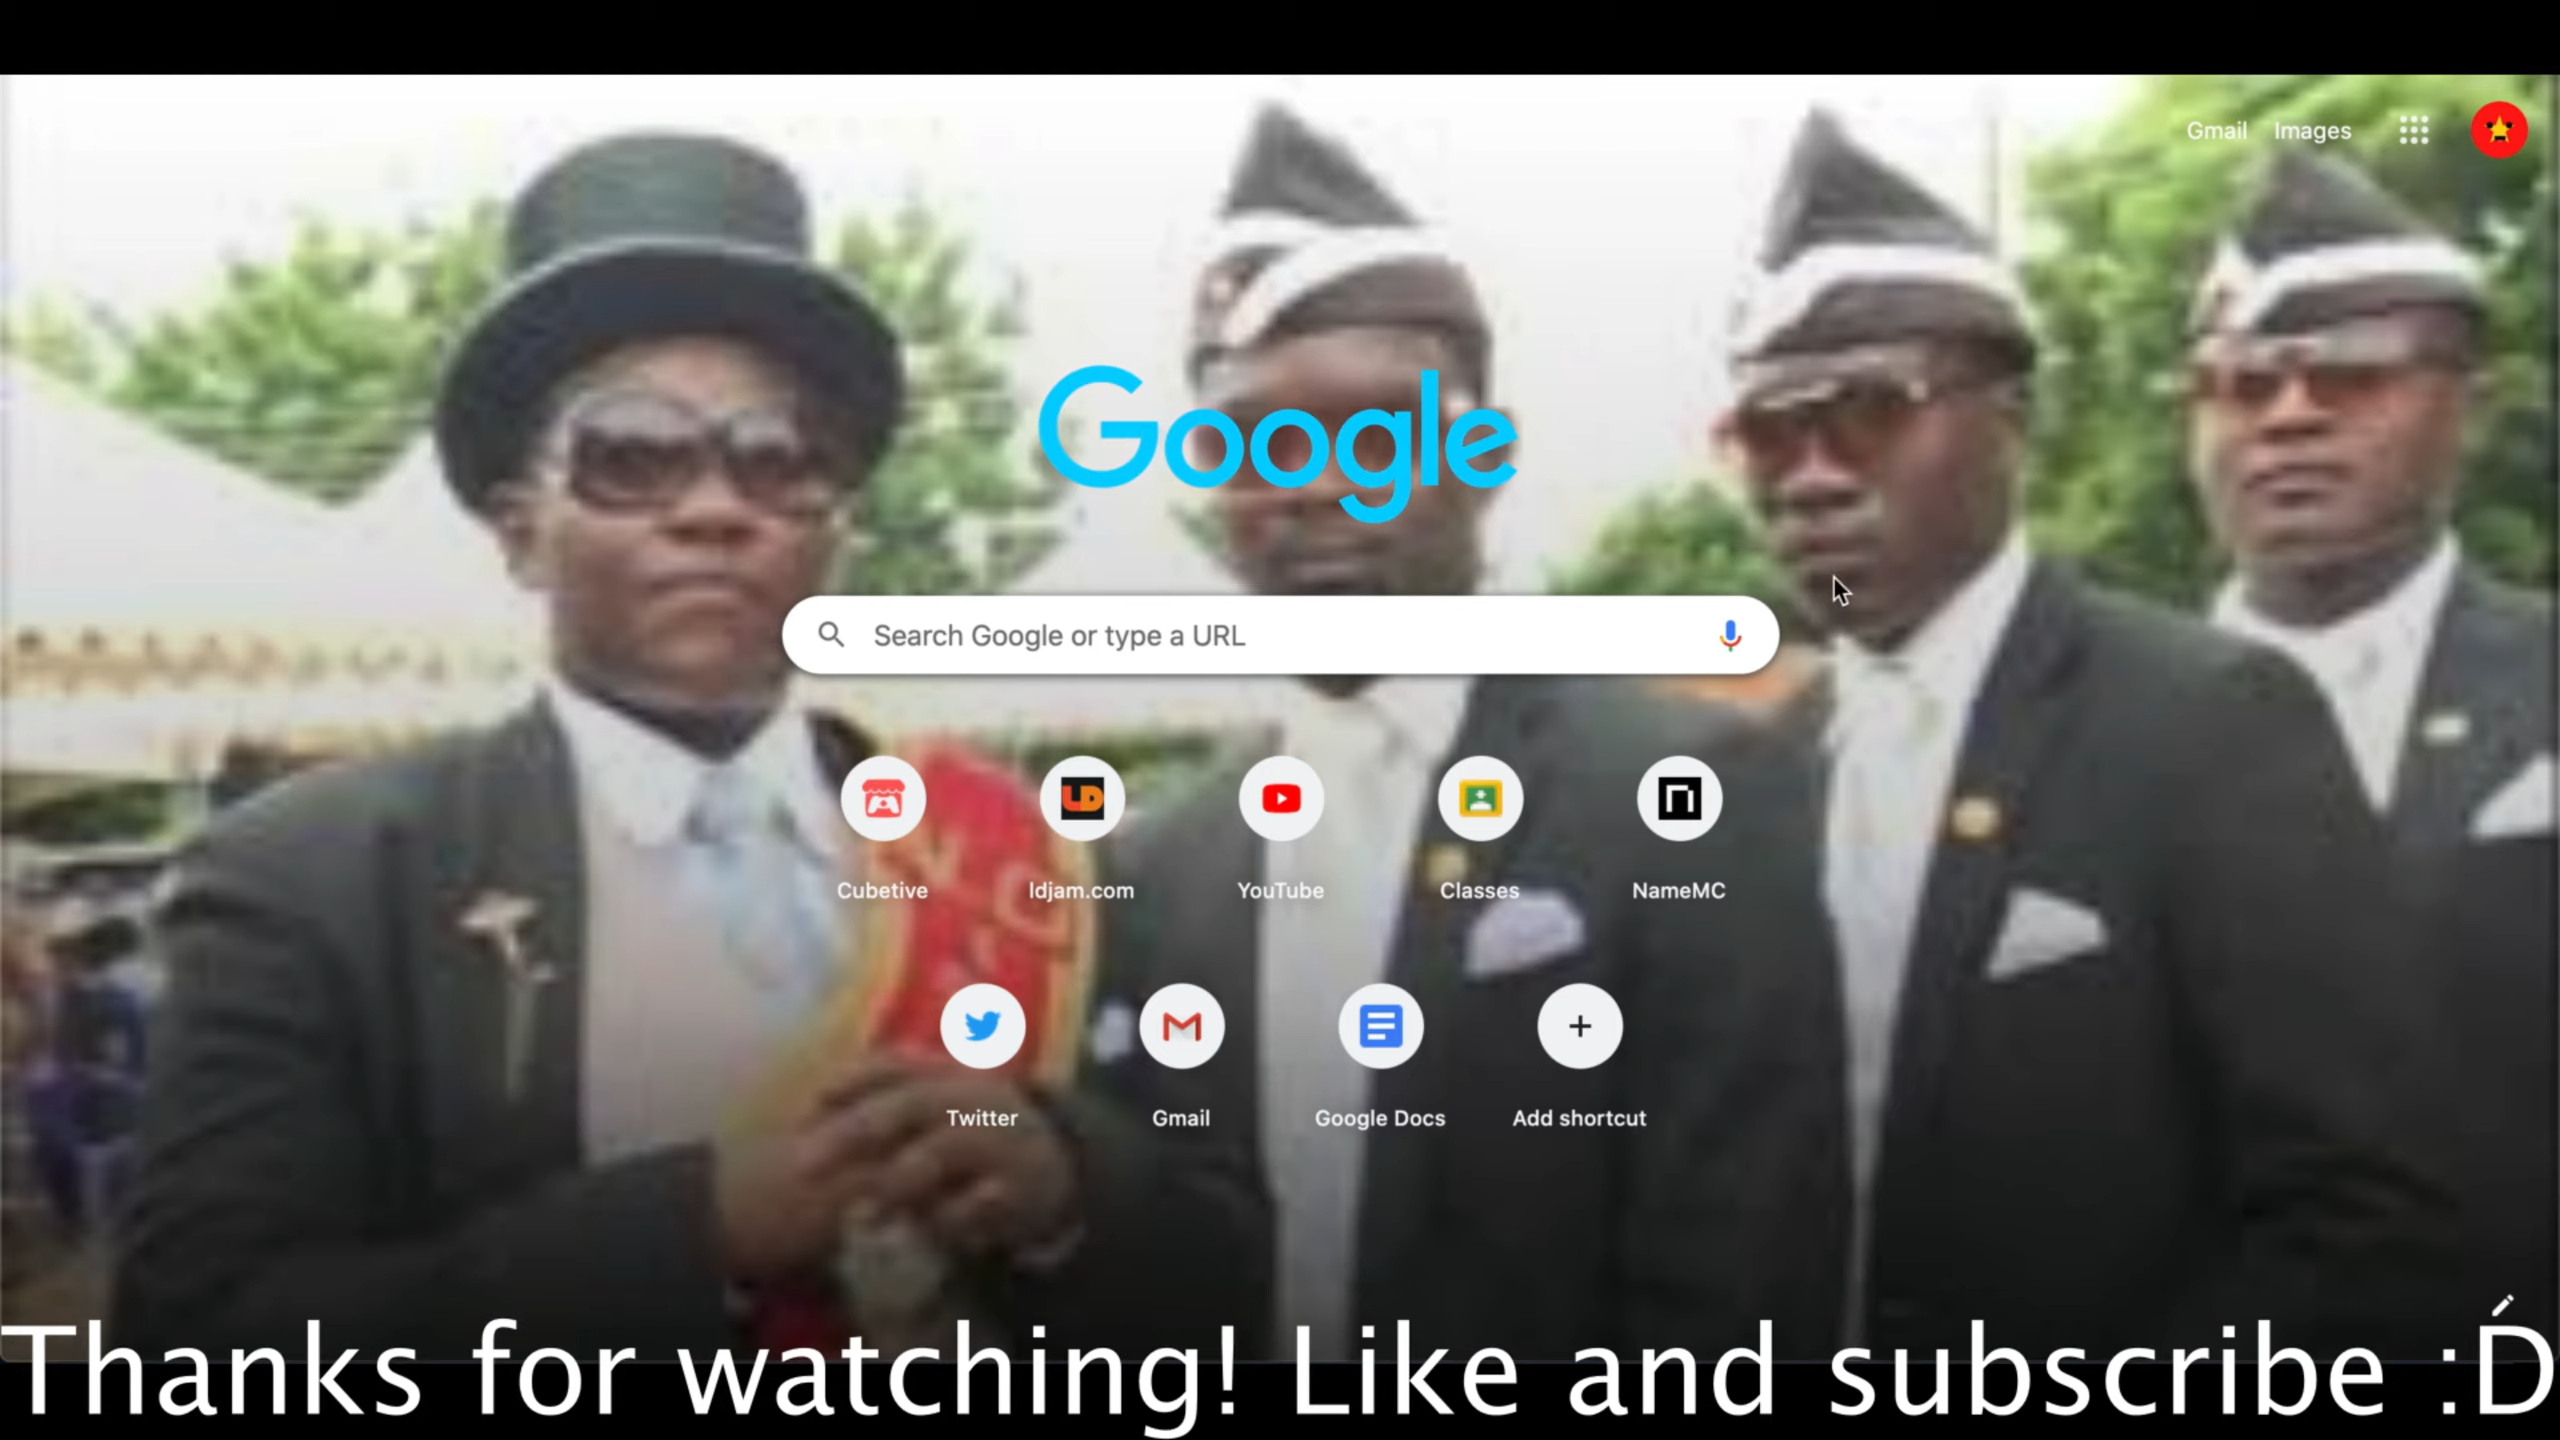 Gmail Images
Google
Search Google or type a URL
Cubetive ldjam.com YouTube Classes NameMC
Twitter Gmail Google Docs Add shortcut
Thanks for watching! Like and subscribe :D